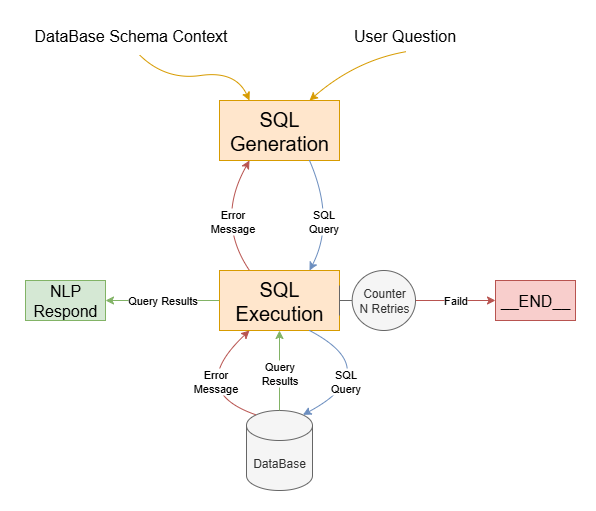 DataBase Schema Context
User Question
SQL
Generation
Error
Message
SQL
Query
NLP
Respond
Query Results
SQL
Execution
Counter
N Retries
Faild
__END__
Error
Message
Query
Results
SQL
Query
DataBase